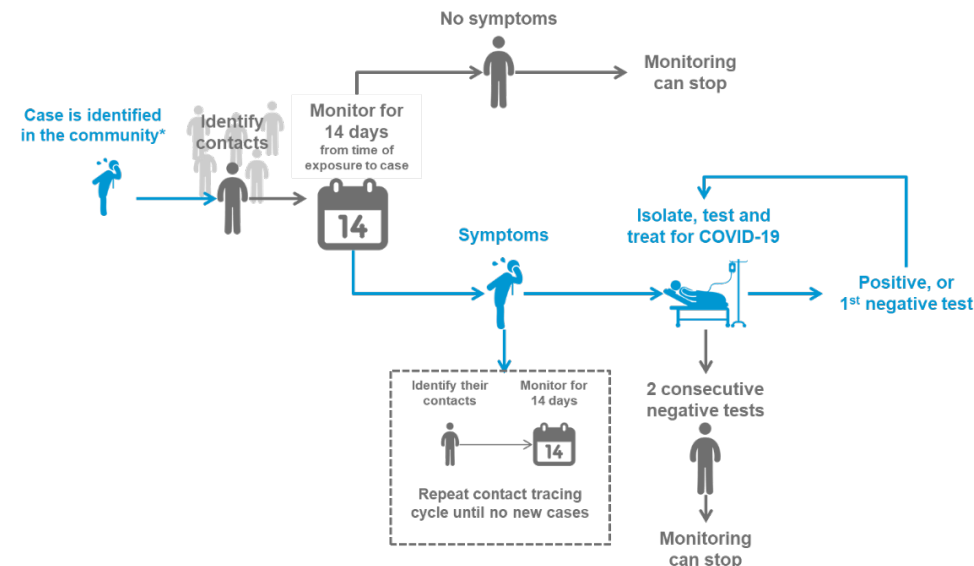 No symptoms
Monitoring
can stop
Case is identified
in the community*
Identify
contacts
Monitor for
14 days
from time of
exposure to case
14
Symptoms
Isolate, test and
treat for COVID-19
Positive, or
1st negative test
Identify their
contacts
Monitor for
14 days
14
Repeat contact tracing
cycle until no new cases
2 consecutive
negative tests
Monitoring
can stop